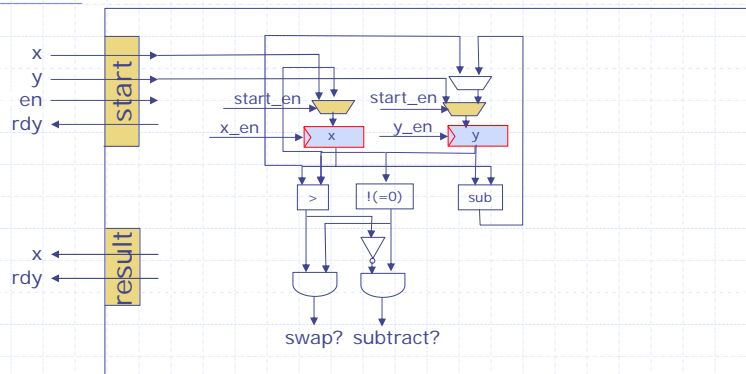 x
y
en
rdy
start
start_en
start_en
x_en
y_en
x
y
>
!(=0)
sub
x
rdy
result
swap?
subtract?